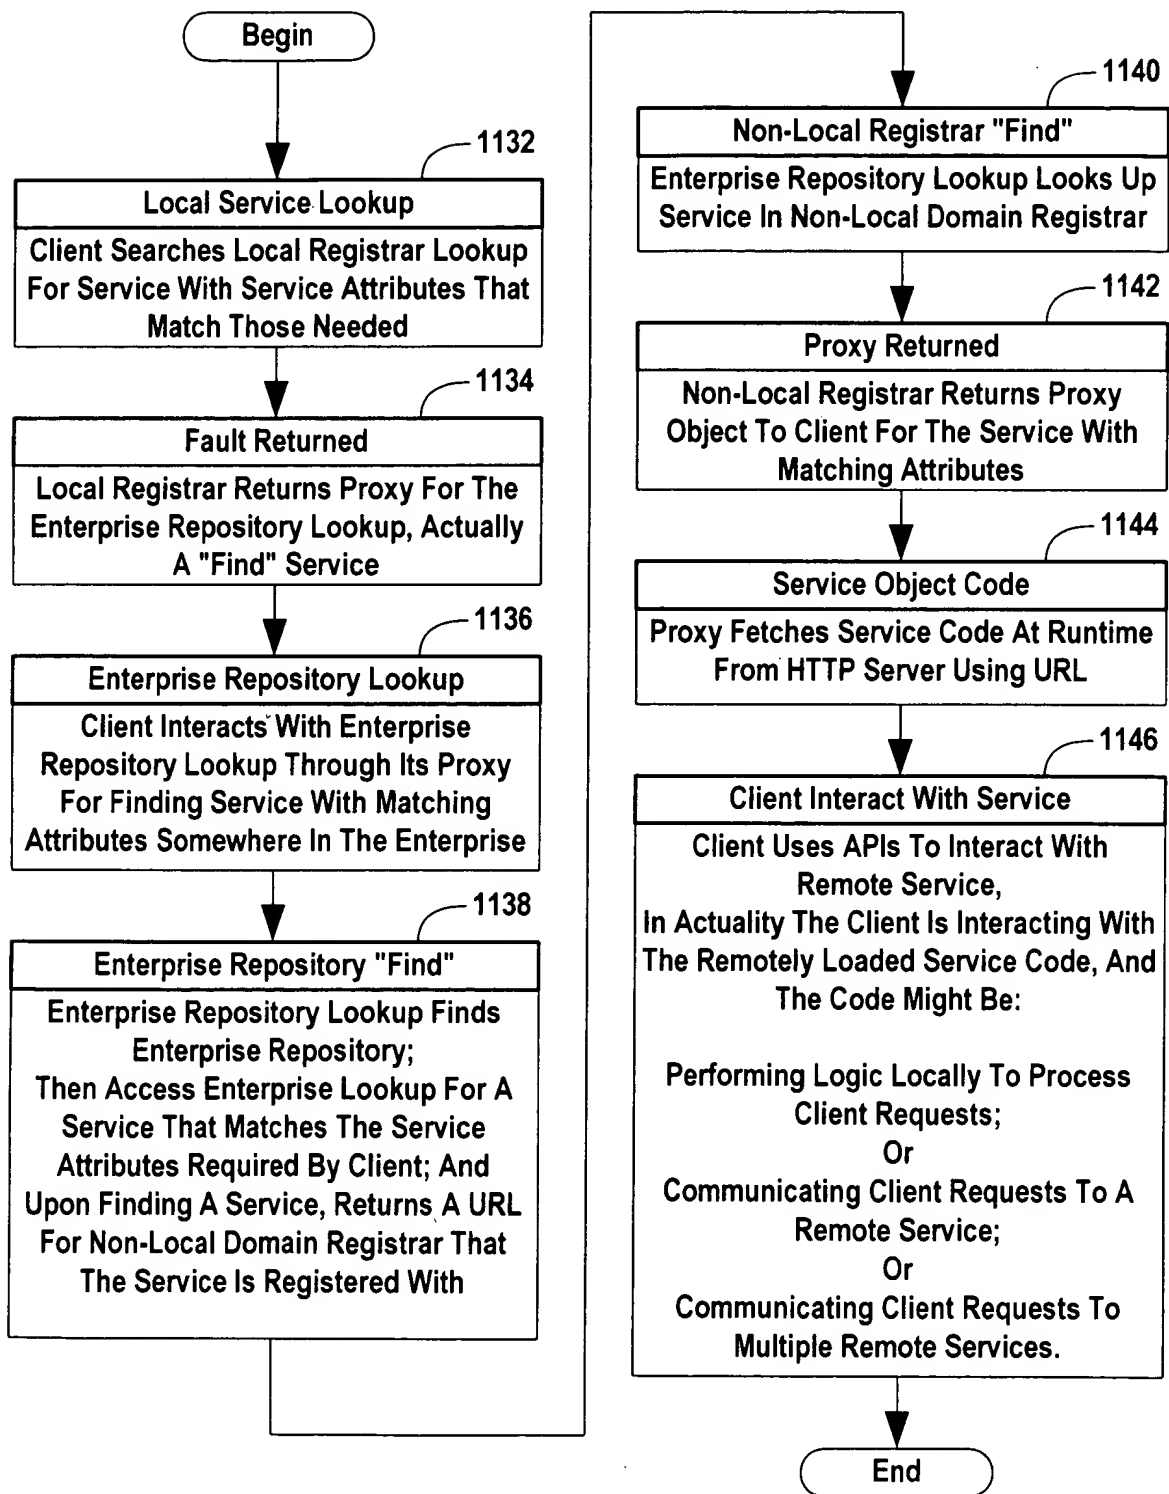 Begin
1132
Local Service Lookup
Client Searches Local Registrar Lookup
For Service With Service Attributes That
Match Those Needed
1134
Fault Returned
Local Registrar Returns Proxy For The
Enterprise Repository Lookup, Actually
A "Find" Service
1136
Enterprise Repository Lookup
Client Interacts With Enterprise
Repository Lookup Through Its Proxy
For Finding Service With Matching
Attributes Somewhere In The Enterprise
1138
Enterprise Repository "Find"
Enterprise Repository Lookup Finds
Enterprise Repository;
Then Access Enterprise Lookup For A
Service That Matches The Service
Attributes Required By Client; And
Upon Finding A Service, Returns A URL
For Non-Local Domain Registrar That
The Service Is Registered With
1140
Non-Local Registrar "Find"
Enterprise Repository Lookup Looks Up
Service In Non-Local Domain Registrar
1142
Proxy Returned
Non-Local Registrar Returns Proxy
Object To Client For The Service With
Matching Attributes
1144
Service Object Code
Proxy Fetches Service Code At Runtime
From HTTP Server Using URL
1146
Client Interact With Service
Client Uses APIs To Interact With
Remote Service,
In Actuality The Client Is Interacting With
The Remotely Loaded Service Code, And
The Code Might Be:
Performing Logic Locally To Process
Client Requests;
Or
Communicating Client Requests To A
Remote Service;
Or
Communicating Client Requests To
Multiple Remote Services.
End